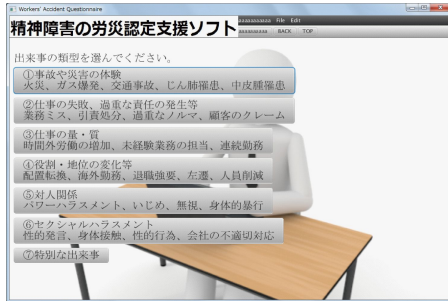 Workers' Accident Questionnaire
精神障害の労災認定支援ソフト
File Edit
BACK TOP
出来事の類型を選んでください。
①事故や災害の体験
火災、ガス爆発、交通事故、じん肺罹患、中皮腫罹患
②仕事の失敗、過重な責任の発生等
業務ミス、引責処分、過重なノルマ、顧客のクレーム
③仕事の量・質
時間外労働の増加、未経験業務の担当、連続勤務
④役割・地位の変化等
配置転換、海外勤務、退職強要、左遷、人員削減
⑤対人関係
パワーハラスメント、いじめ、無視、身体的暴行
⑥セクシャルハラスメント
性的発言、身体接触、性的行為、会社の不適切対応
⑦特別な出来事